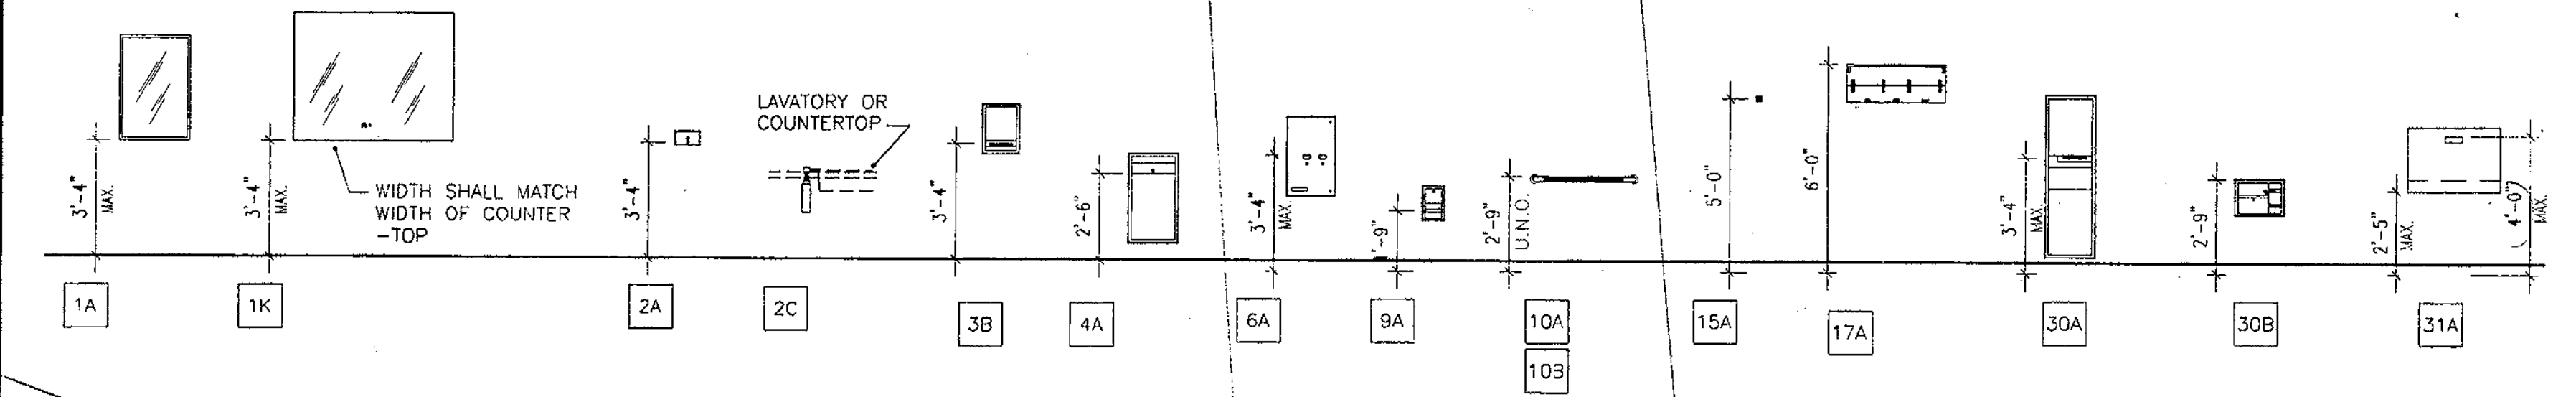 3'-4"
MAX.
3'-4"
MAX.
WIDTH SHALL MATCH
WIDTH OF COUNTER
-TOP
3'-4"
LAVATORY OR
COUNTERTOP
3'-4"
2'-6"
3'-4"
MAX.
'-9"
2'-9"
U.N.O.
5'-0"
6'-0"
3'-4"
MAX.
2'-9"
2'-5"
MAX.
4'-0"
MAX.
1A
1K
2A
2C
3B
4A
6A
9A
10A
10B
15A
17A
30A
30B
31A